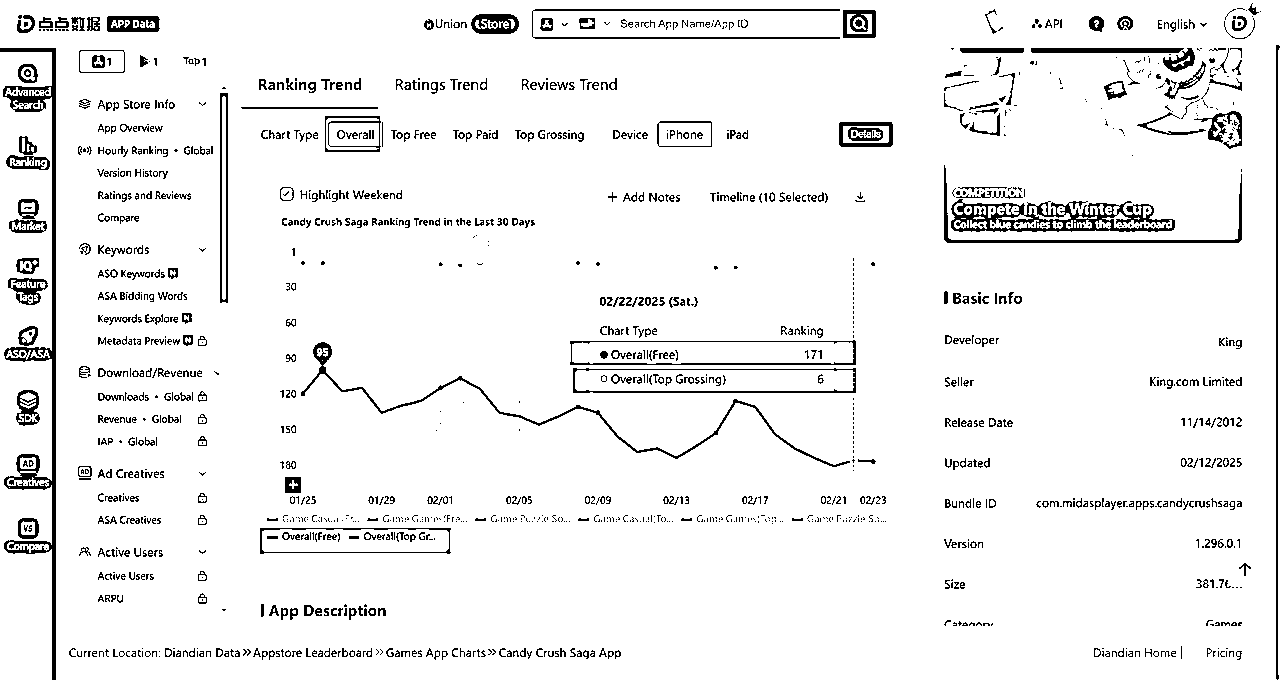 点点数据 APP Data
Union Store
Search App Name/App ID
API
English
Advanced Search
Ranking
Market
Feature Tags
ASO/ASA
SDK
Creatives
Compare
1 1 Top 1
App Store Info
App Overview
Hourly Ranking • Global
Version History
Ratings and Reviews
Compare
Keywords
ASO Keywords N
ASA Bidding Words
Keywords Explore N
Metadata Preview N
Download/Revenue
Downloads • Global
Revenue • Global
IAP • Global
Ad Creatives
Creatives
ASA Creatives
Active Users
Active Users
ARPU
Ranking Trend Ratings Trend Reviews Trend
Chart Type Overall Top Free Top Paid Top Grossing Device iPhone iPad Details
Highlight Weekend + Add Notes Timeline (10 Selected)
Candy Crush Saga Ranking Trend in the Last 30 Days
1
30
60
90
120
150
180
95
02/22/2025 (Sat.)
Chart Type Ranking
Overall(Free) 171
Overall(Top Grossing) 6
01/25 01/29 02/01 02/05 02/09 02/13 02/17 02/21 02/23
Game Casual(Fr... Game Games(Fre... Game Puzzle So... Game Casual(To... Game Games(Top... Game Puzzle So...
Overall(Free) Overall(Top Gr...
App Description
COMPETITION
Compete in the Winter Cup
Collect blue candies to climb the leaderboard
Basic Info
Developer King
Seller King.com Limited
Release Date 11/14/2012
Updated 02/12/2025
Bundle ID com.midasplayer.apps.candycrushsaga
Version 1.296.0.1
Size
Category Games
Current Location: Diandian Data >> Appstore Leaderboard >> Games App Charts >> Candy Crush Saga App
Diandian Home | Pricing